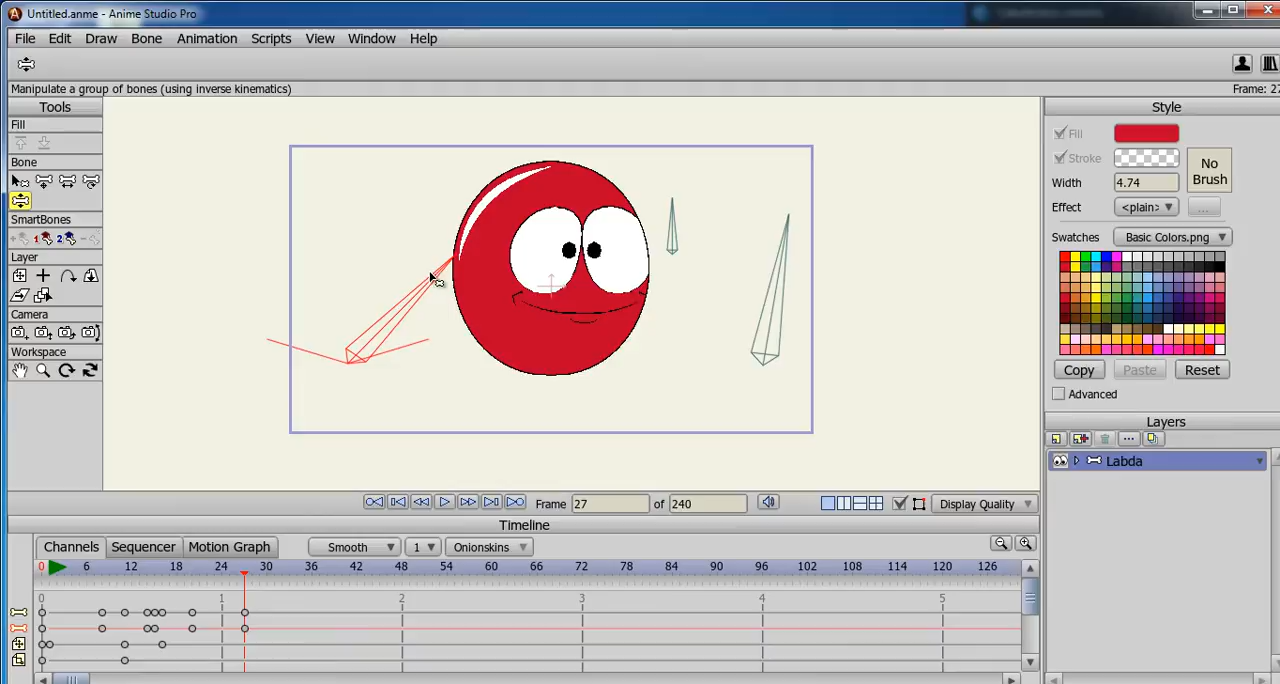 Untitled.anme - Anime Studio Pro
File Edit Draw Bone Animation Scripts View Window Help
Manipulate a group of bones (using inverse kinematics)
Frame: 27
Tools
Fill
Bone
SmartBones
1 2
Layer
Camera
Workspace
Style
Fill
Stroke
No Brush
Width 4.74
Effect <plain> ...
Swatches Basic Colors.png
Copy Paste Reset
Advanced
Layers
Labda
Frame 27 of 240 Display Quality
Timeline
Channels Sequencer Motion Graph Smooth 1 Onionskins
0 6 12 18 24 30 36 42 48 54 60 66 72 78 84 90 96 102 108 114 120 126
0 1 2 3 4 5